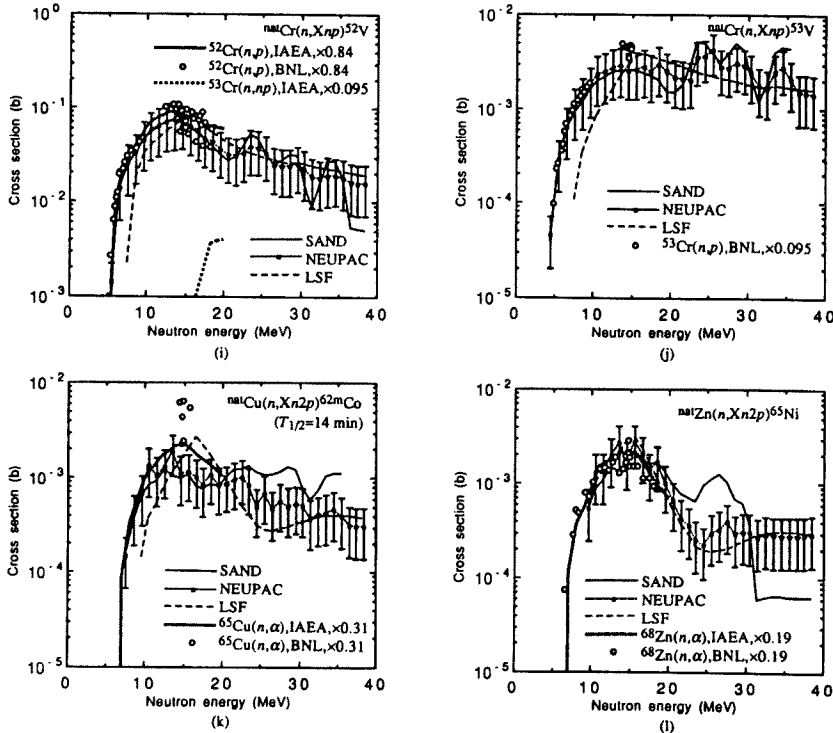 10⁰
10⁻¹
10⁻²
10⁻³
Cross section (b)
ⁿᵃᵗCr(n,Xnp)⁵²V
⁵²Cr(n,p),IAEA,×0.84
⁵²Cr(n,p),BNL,×0.84
⁵³Cr(n,np),IAEA,×0.095
SAND
NEUPAC
LSF
0 10 20 30 40
Neutron energy (MeV)
(i)
10⁻²
10⁻³
10⁻⁴
10⁻⁵
Cross section (b)
ⁿᵃᵗCr(n,Xnp)⁵³V
SAND
NEUPAC
LSF
⁵³Cr(n,p),BNL,×0.095
0 10 20 30 40
Neutron energy (MeV)
(j)
10⁻²
10⁻³
10⁻⁴
10⁻⁵
Cross section (b)
ⁿᵃᵗCu(n,Xn2p)⁶²ᵐCo
(T₁/₂=14 min)
SAND
NEUPAC
LSF
⁶⁵Cu(n,α),IAEA,×0.31
⁶⁵Cu(n,α),BNL,×0.31
0 10 20 30 40
Neutron energy (MeV)
(k)
10⁻²
10⁻³
10⁻⁴
10⁻⁵
Cross section (b)
ⁿᵃᵗZn(n,Xn2p)⁶⁵Ni
SAND
NEUPAC
LSF
⁶⁸Zn(n,α),IAEA,×0.19
⁶⁸Zn(n,α),BNL,×0.19
0 10 20 30 40
Neutron energy (MeV)
(l)